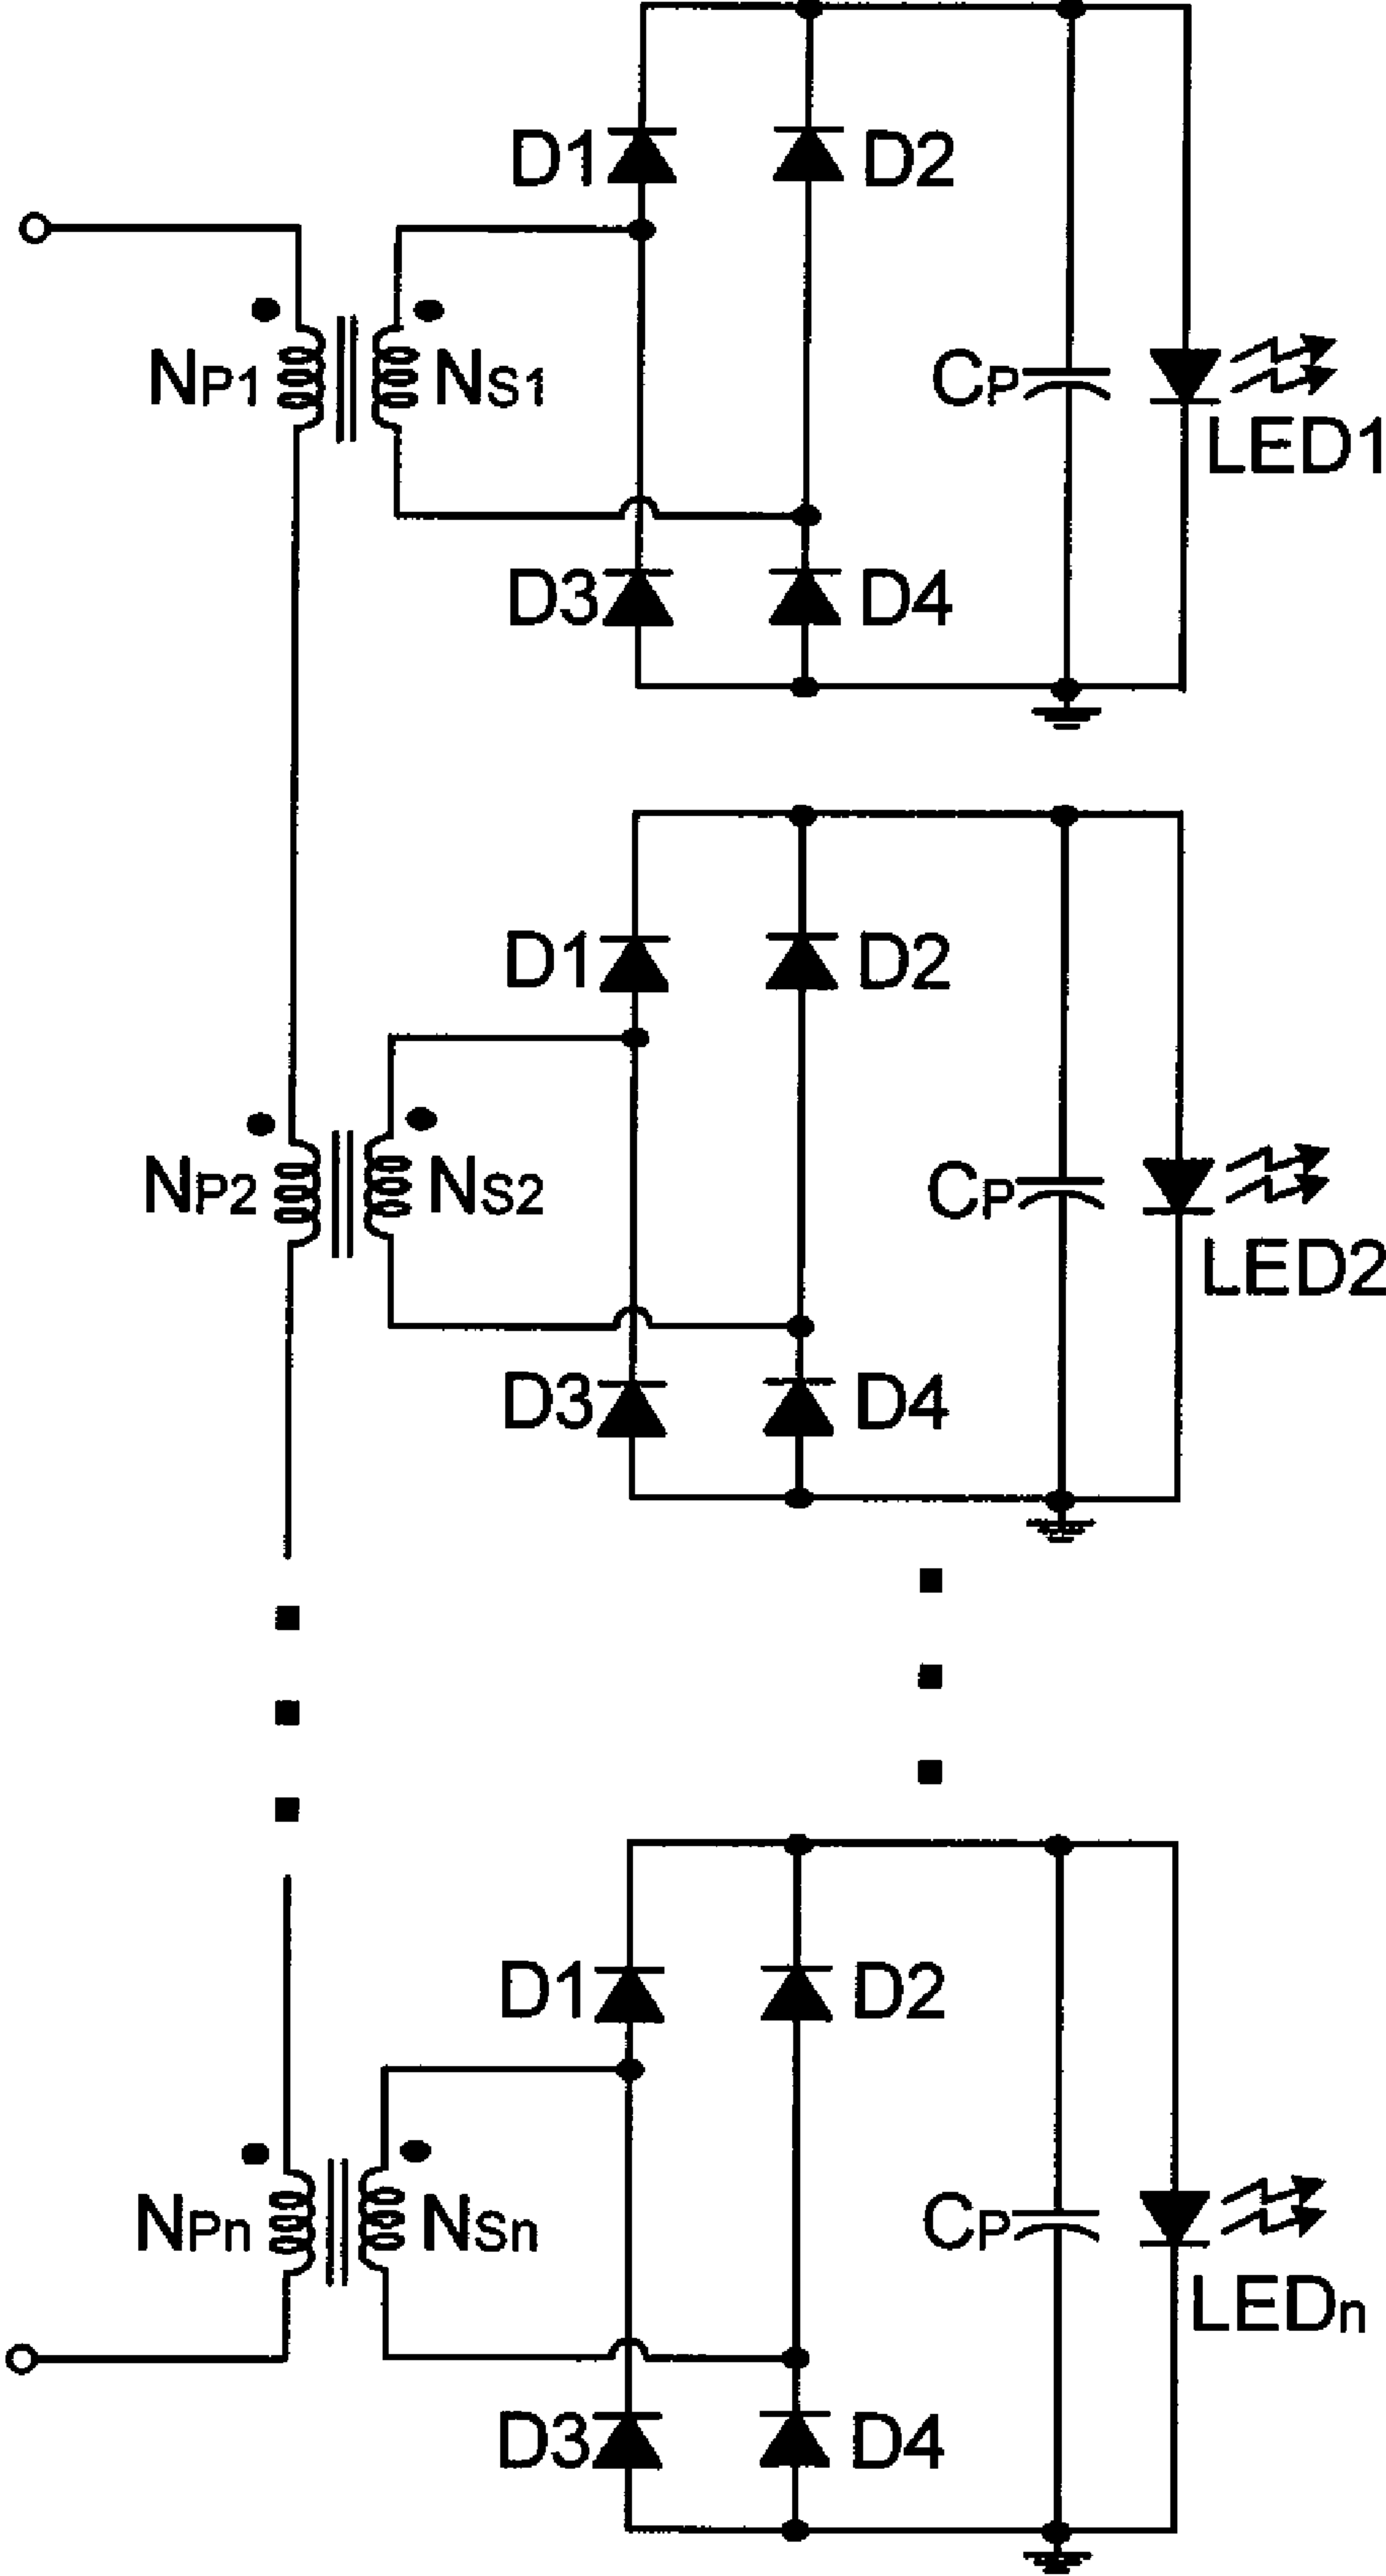 D1 D2
NP1 NS1 CP
LED1
D3 D4
D1 D2
NP2 NS2 CP
LED2
D3 D4
D1 D2
NPn NSn CP
LEDn
D3 D4